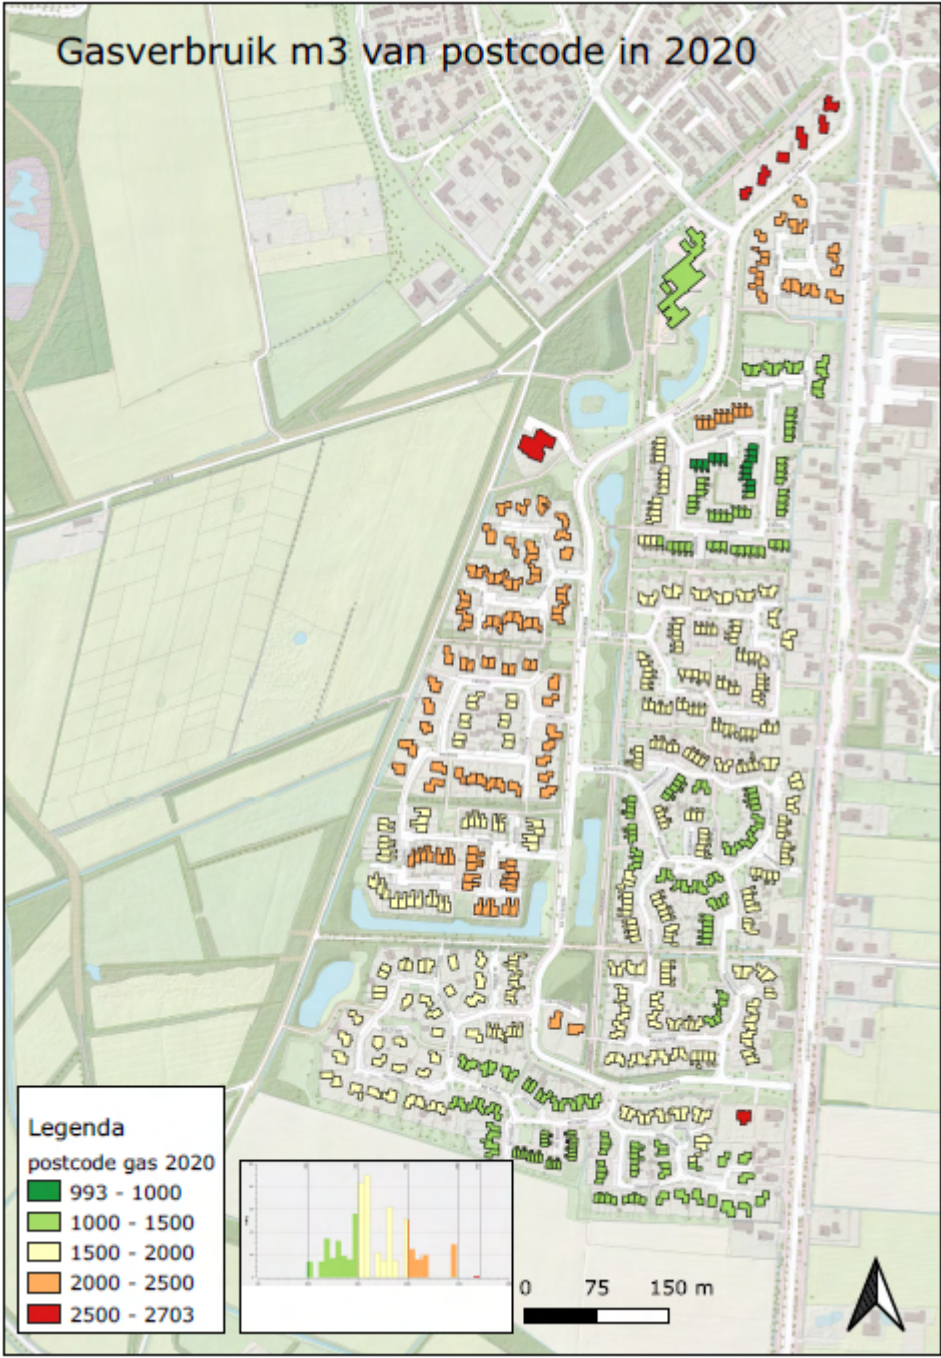 Gasverbruik m3 van postcode in 2020
Legenda
postcode gas 2020
993 - 1000
1000 - 1500
1500 - 2000
2000 - 2500
2500 - 2703
0 75 150 m